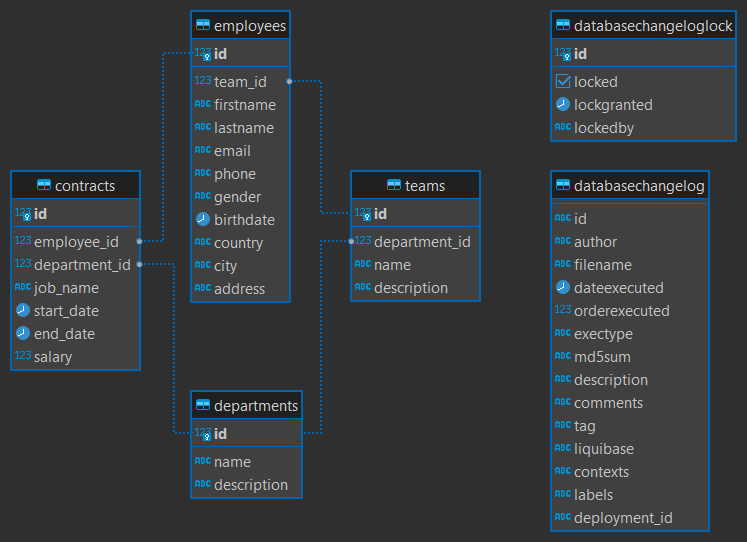 employees
123 id
123 team_id
ABC firstname
ABC lastname
ABC email
ABC phone
ABC gender
birthdate
ABC country
ABC city
ABC address
databasechangeloglock
123 id
locked
lockgranted
ABC lockedby
contracts
123 id
123 employee_id
123 department_id
ABC job_name
start_date
end_date
123 salary
teams
123 id
123 department_id
ABC name
ABC description
databasechangelog
ABC id
ABC author
ABC filename
dateexecuted
123 orderexecuted
ABC exectype
ABC md5sum
ABC description
ABC comments
ABC tag
ABC liquibase
ABC contexts
ABC labels
ABC deployment_id
departments
123 id
ABC name
ABC description